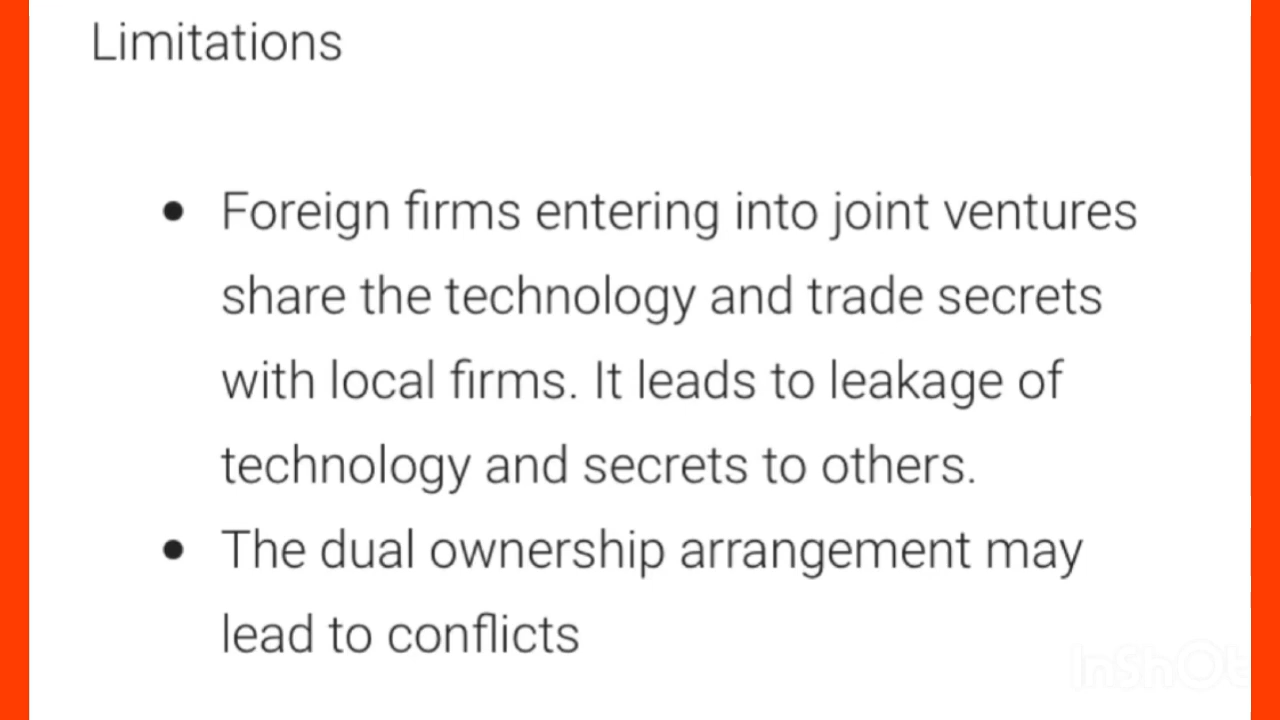 Limitations
• Foreign firms entering into joint ventures
share the technology and trade secrets
with local firms. It leads to leakage of
technology and secrets to others.
• The dual ownership arrangement may
lead to conflicts
InShOt